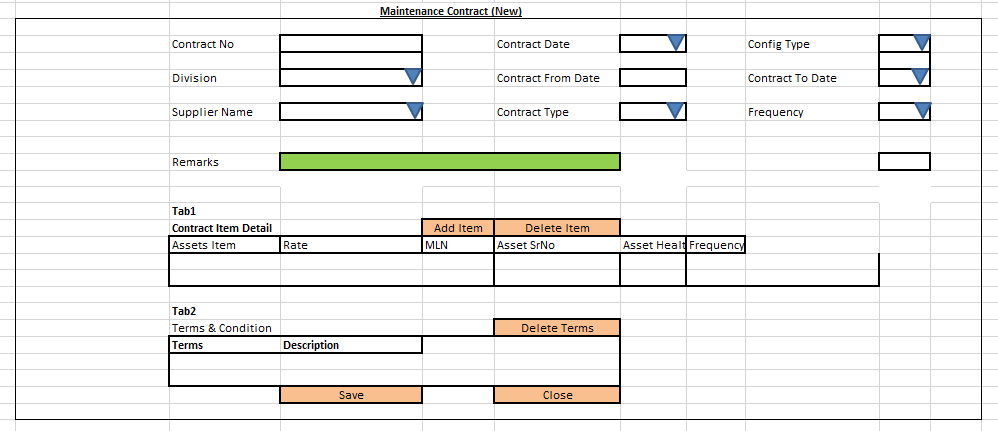 Maintenance Contract (New)
Contract No Contract Date Config Type
Division Contract From Date Contract To Date
Supplier Name Contract Type Frequency
Remarks
Tab1
Contract Item Detail Add Item Delete Item
Assets Item Rate MLN Asset SrNo Asset Healt Frequency
Tab2
Terms & Condition Delete Terms
Terms Description
Save Close